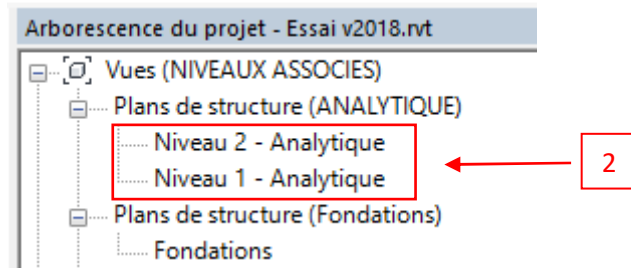 Arborescence du projet - Essai v2018.rvt
Vues (NIVEAUX ASSOCIES)
Plans de structure (ANALYTIQUE)
Niveau 2 - Analytique
Niveau 1 - Analytique
2
Plans de structure (Fondations)
Fondations